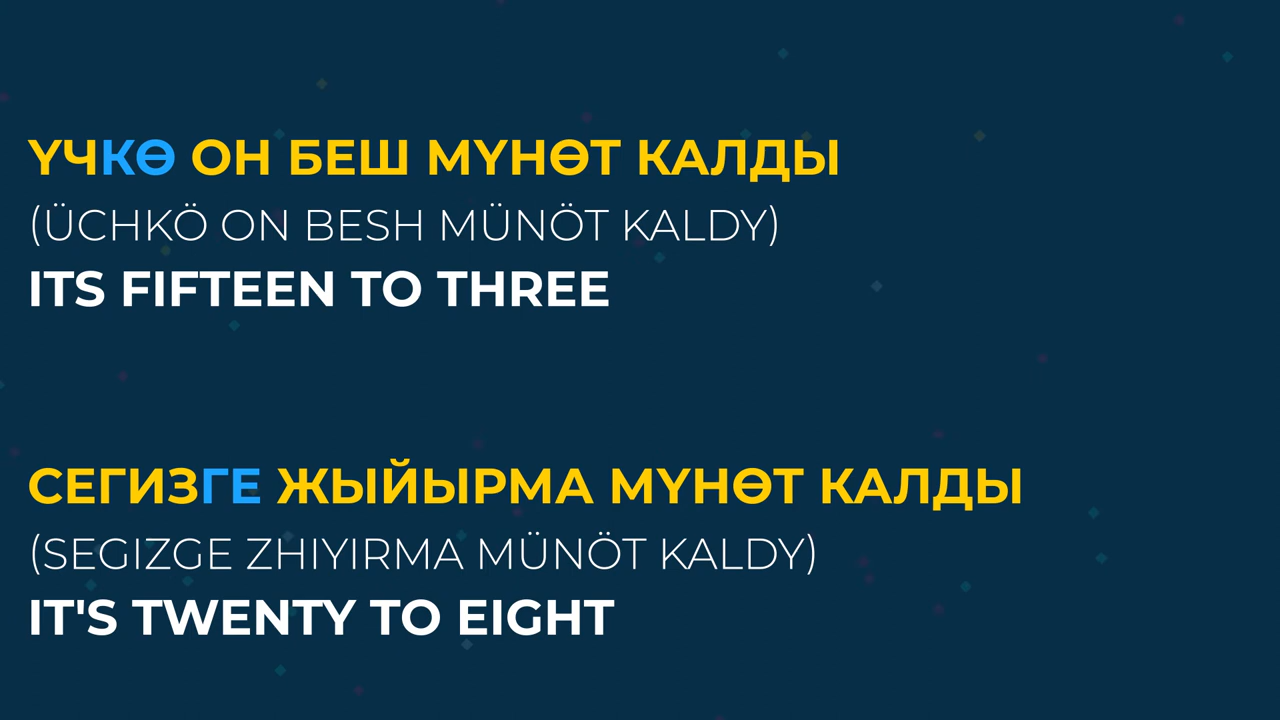 ҮЧКӨ ОН БЕШ МҮНӨТ КАЛДЫ
(ÜCHKÖ ON BESH MÜNÖT KALDY)
ITS FIFTEEN TO THREE
СЕГИЗГЕ ЖЫЙЫРМА МҮНӨТ КАЛДЫ
(SEGIZGE ZHIYIRMA MÜNÖT KALDY)
IT'S TWENTY TO EIGHT